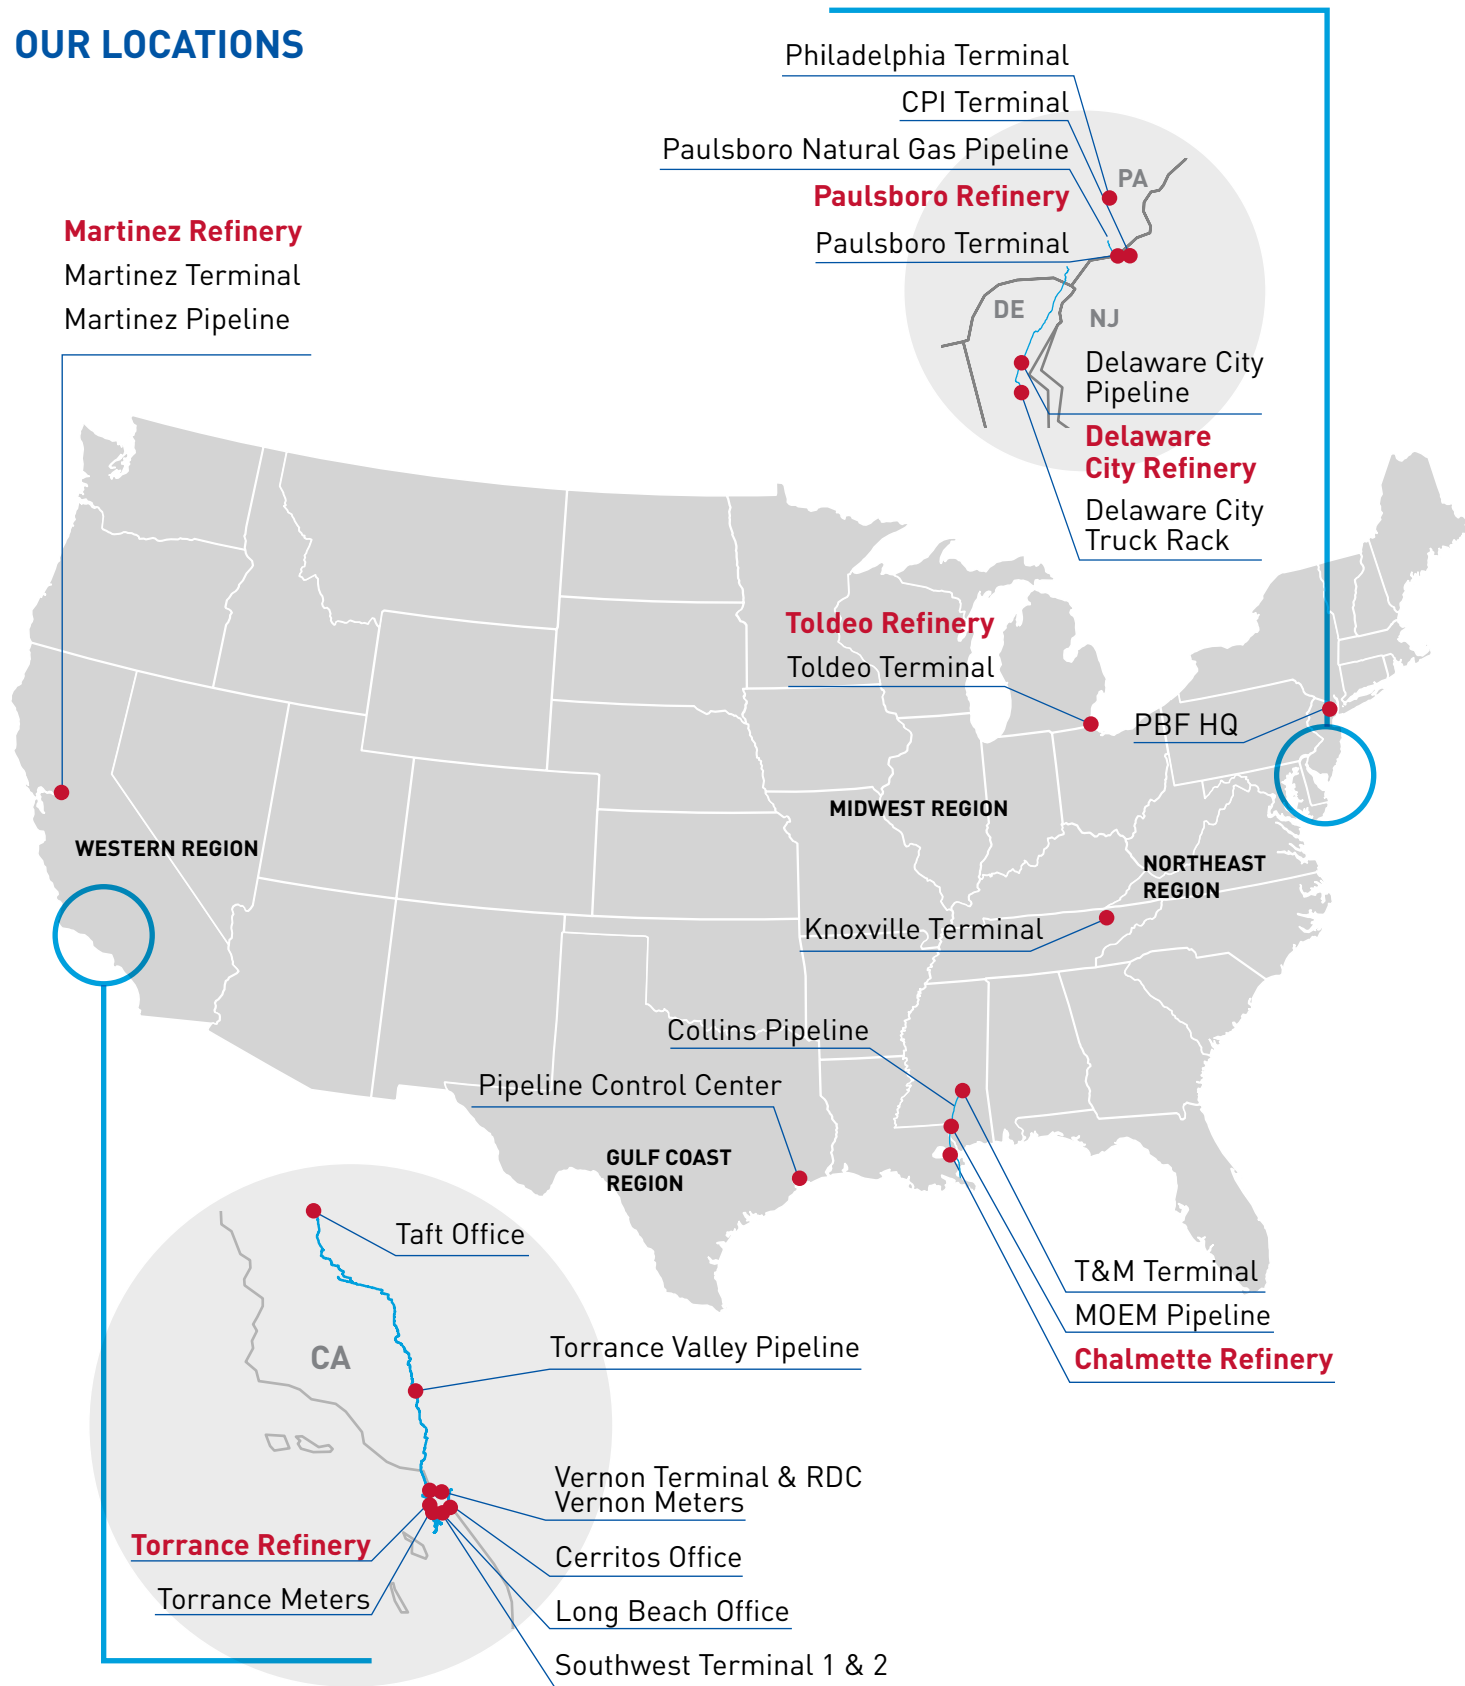 OUR LOCATIONS
Philadelphia Terminal
CPI Terminal
Paulsboro Natural Gas Pipeline
Paulsboro Refinery
Paulsboro Terminal
PA
DE
NJ
Delaware City
Pipeline
Delaware
City Refinery
Delaware City
Truck Rack
Martinez Refinery
Martinez Terminal
Martinez Pipeline
Toldeo Refinery
Toldeo Terminal
PBF HQ
MIDWEST REGION
WESTERN REGION
NORTHEAST
REGION
Knoxville Terminal
Collins Pipeline
Pipeline Control Center
GULF COAST
REGION
T&M Terminal
MOEM Pipeline
Chalmette Refinery
Taft Office
CA
Torrance Valley Pipeline
Vernon Terminal & RDC
Vernon Meters
Torrance Refinery
Cerritos Office
Torrance Meters
Long Beach Office
Southwest Terminal 1 & 2